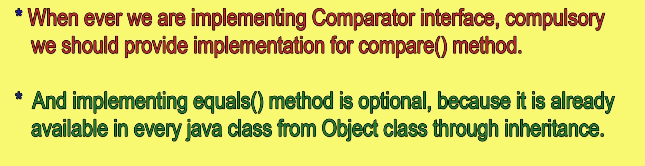 * When ever we are implementing Comparator interface, compulsory
we should provide implementation for compare() method.
* And implementing equals() method is optional, because it is already
available in every java class from Object class through inheritance.